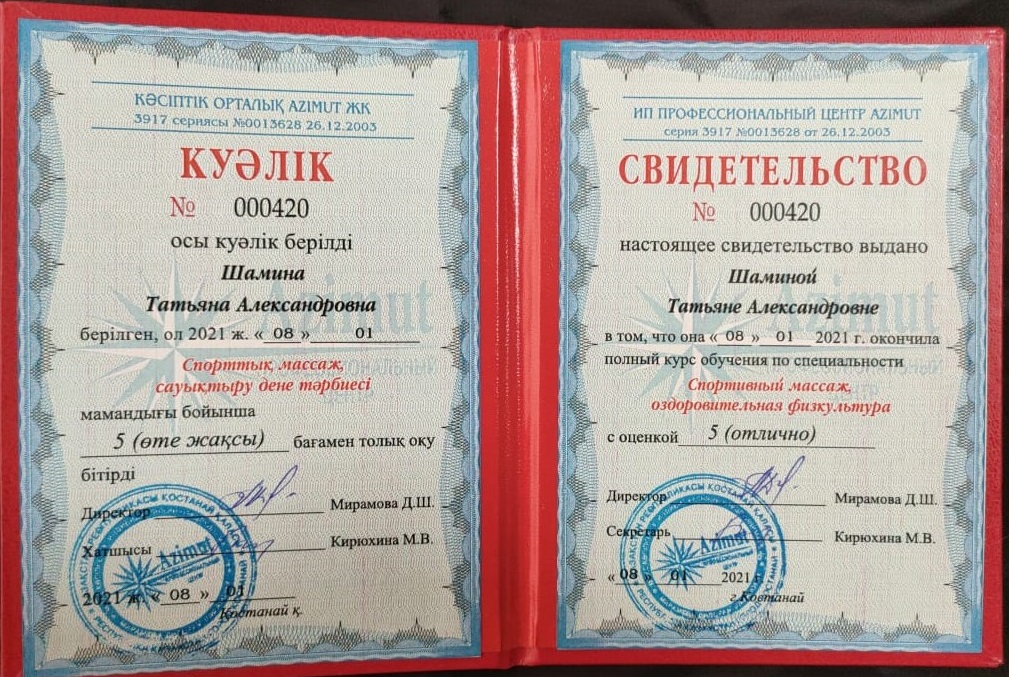 КӘСІПТІК ОРТАЛЫҚ AZIMUT ЖК
3917 сериясы №0013628 26.12.2003
КУӘЛІК
№ 000420
осы куәлік берілді
Шамина
Татьяна Александровна
берілген, ол 2021 ж. « 08 » 01
Спорттық массаж,
сауықтыру дене тәрбиесі
мамандығы бойынша
5 (өте жақсы) бағамен толық оқу
бітірді
Директор Мирамова Д.Ш.
Хатшысы Кирюхина М.В.
2021 ж. « 08 » 01
Қостанай қ.
Azimut
ИП ПРОФЕССИОНАЛЬНЫЙ ЦЕНТР AZIMUT
серия 3917 №0013628 от 26.12.2003
СВИДЕТЕЛЬСТВО
№ 000420
настоящее свидетельство выдано
Шаминой
Татьяне Александровне
в том, что она « 08 » 01 2021 г. окончила
полный курс обучения по специальности
Спортивный массаж,
оздоровительная физкультура
с оценкой 5 (отлично)
Директор Мирамова Д.Ш.
Секретарь Кирюхина М.В.
« 08 » 01 2021 г.
г Костанай
Azimut